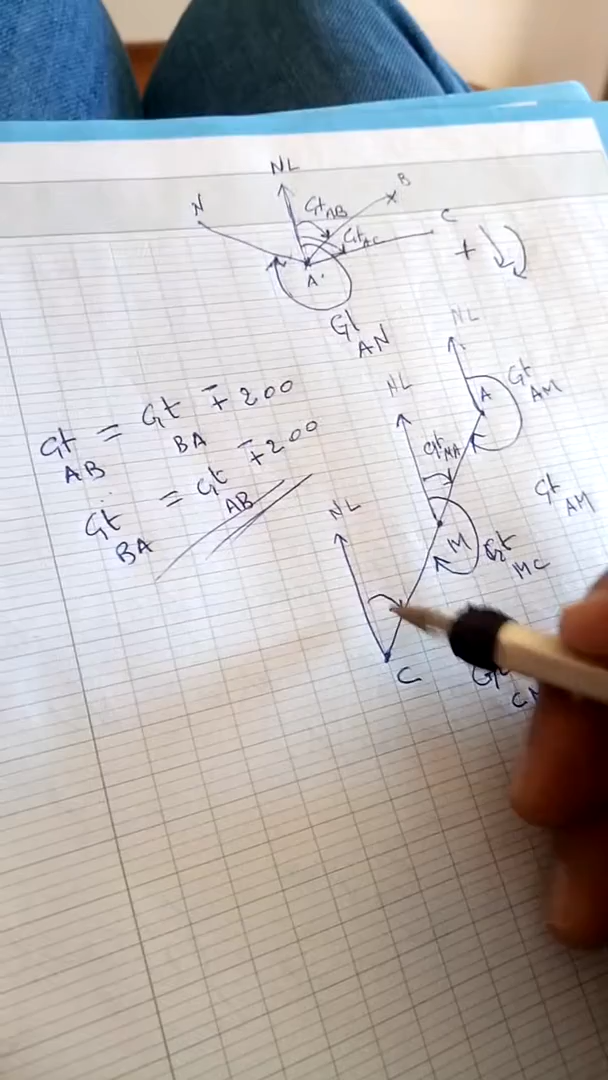 NL
B
N
Gt AB
C
Gt AC
+
A
Gt AN
NL
Gt AM
A
NL
Gt AB = Gt BA ∓ 200
Gt MA
Gt BA = Gt AB ∓ 200
Gt AM
NL
M
Gt MC
C